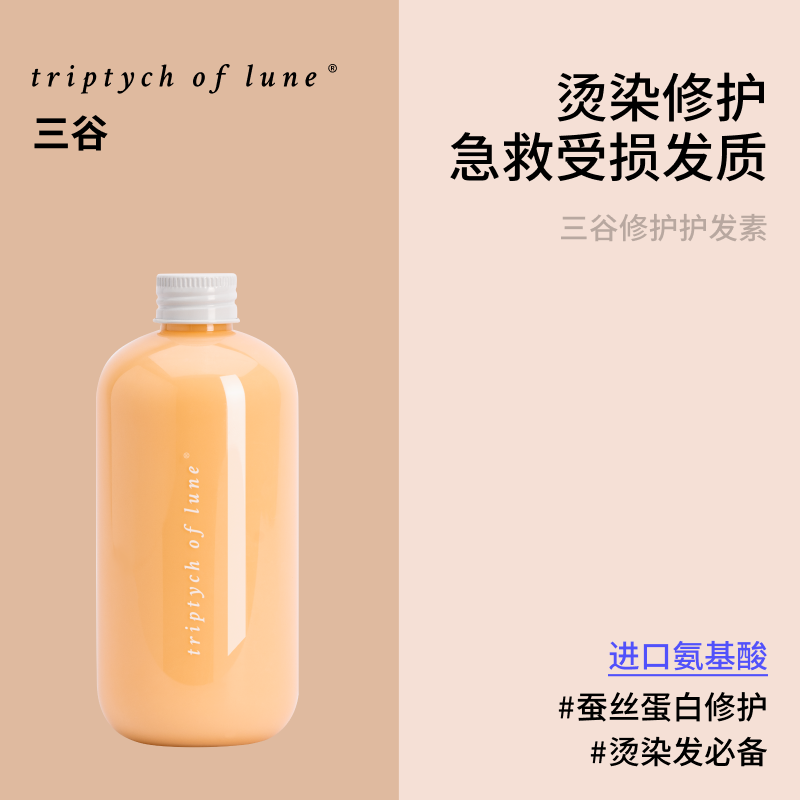 triptych of lune®
三谷
烫染修护
急救受损发质
三谷修护护发素
triptych of lune®
进口氨基酸
#蚕丝蛋白修护
#烫染发必备